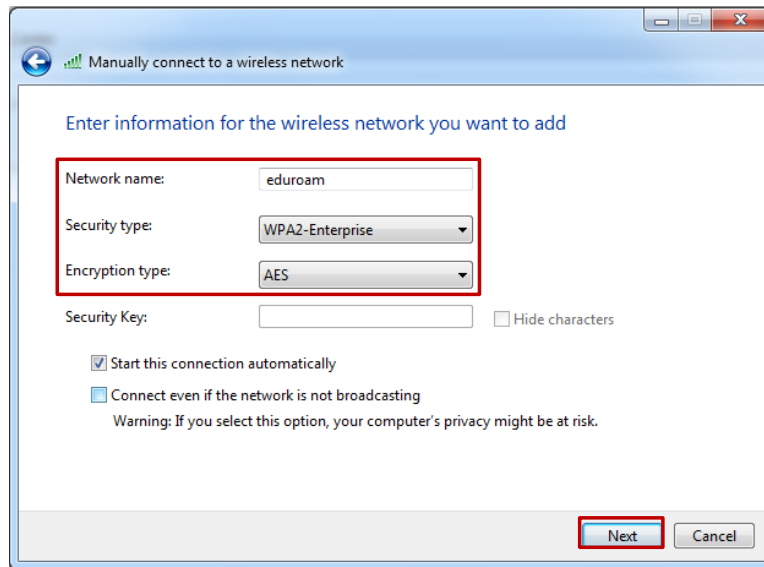 Manually connect to a wireless network
Enter information for the wireless network you want to add
Network name: eduroam
Security type: WPA2-Enterprise
Encryption type: AES
Security Key: Hide characters
Start this connection automatically
Connect even if the network is not broadcasting
Warning: If you select this option, your computer's privacy might be at risk.
Next Cancel